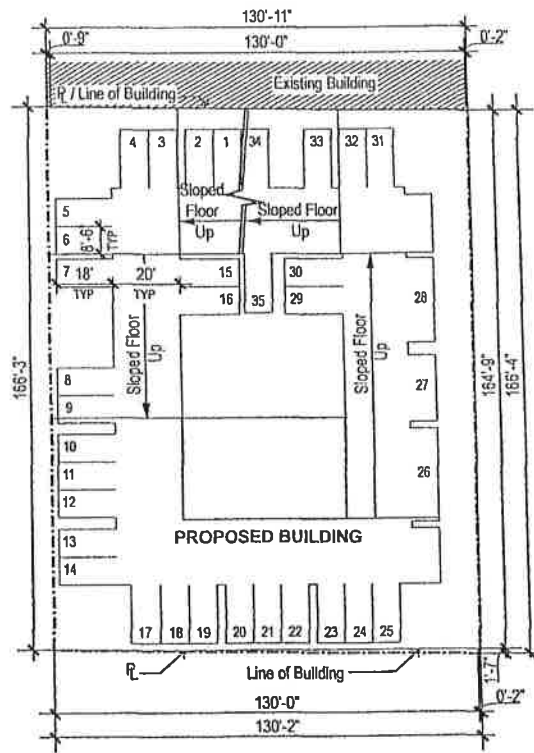 130'-11"
0'-9"
130'-0"
0'-2"
Existing Building
PL / Line of Building
4 3 2 1 34 33 32 31
Sloped
Floor
Up
Sloped Floor
Up
5
6
8'-6"
TYP
7
18'
TYP
20'
TYP
15
30
16
35
29
28
Sloped Floor
Up
Sloped Floor
Up
166'-3"
164'-9"
166'-4"
8
9
27
10
11
12
26
PROPOSED BUILDING
13
14
17 18 19 20 21 22 23 24 25
PL
Line of Building
1'-7"
130'-0"
0'-2"
130'-2"